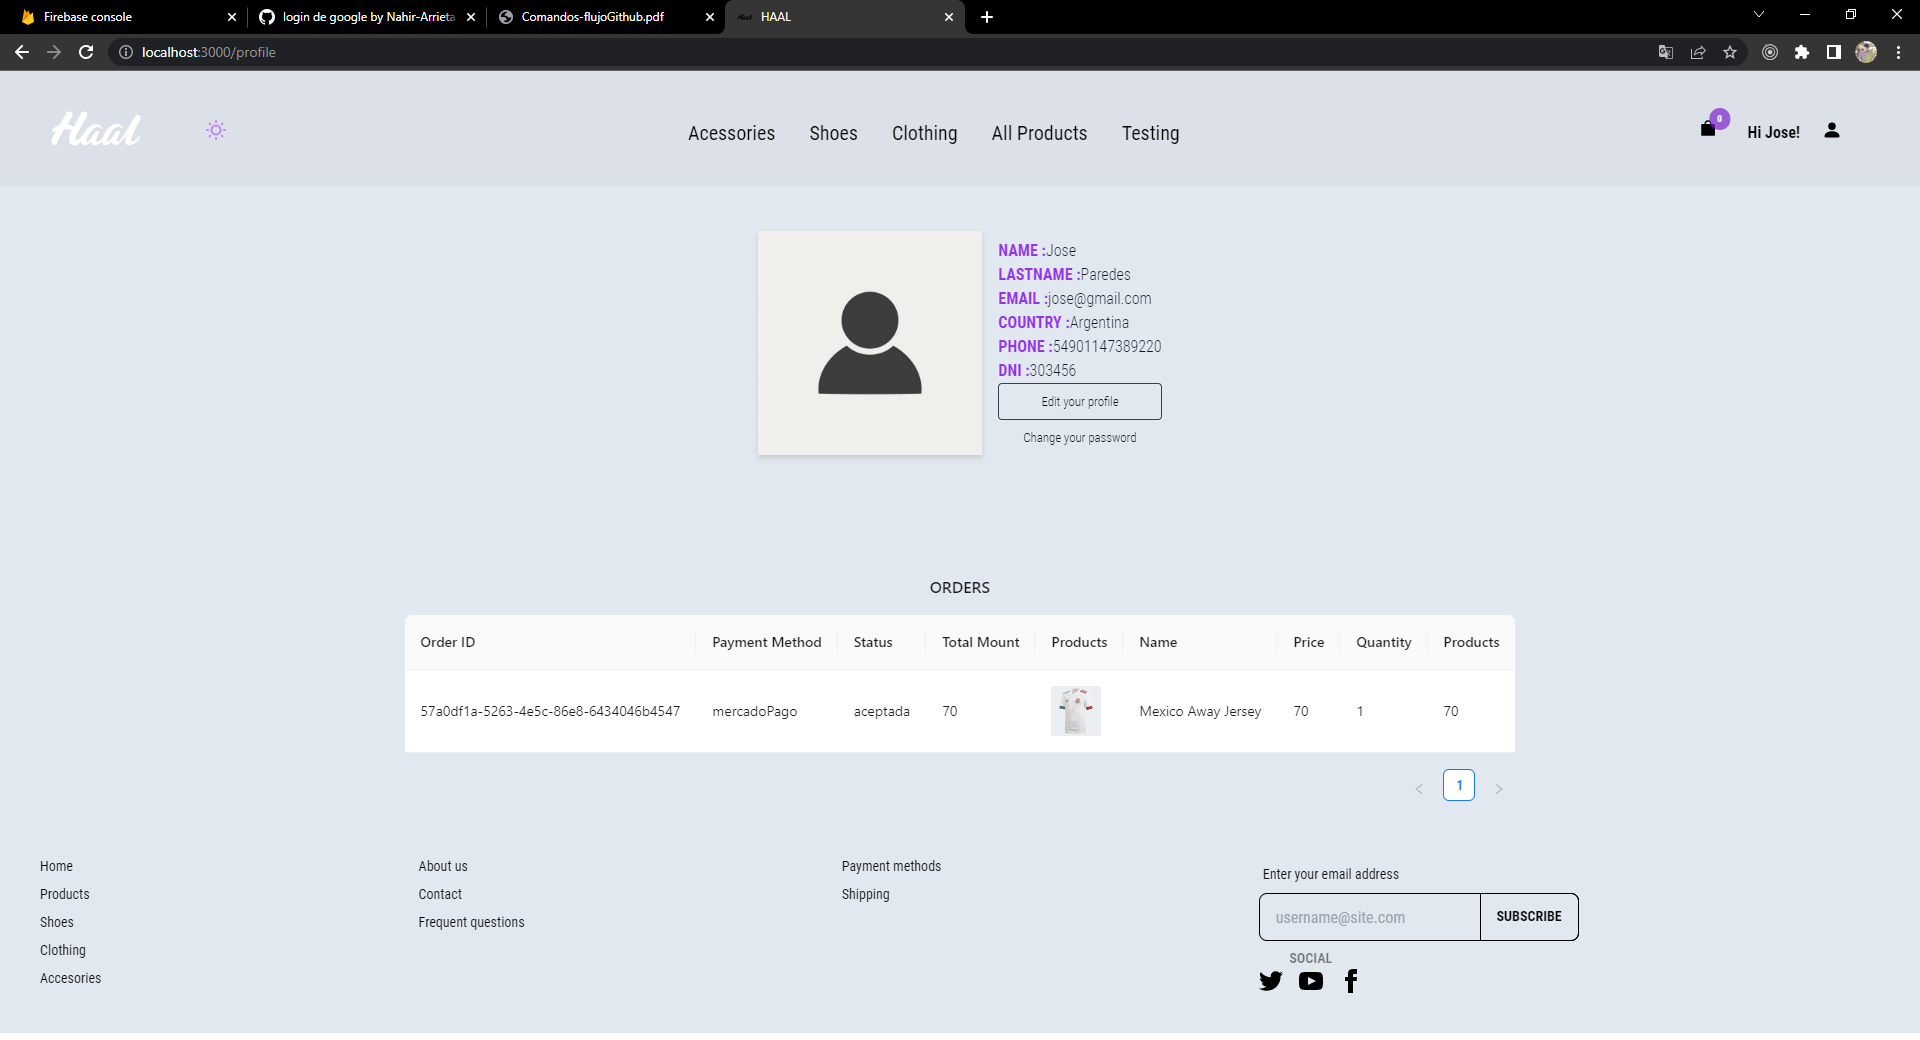 Firebase console
login de google by Nahir-Arrieta
Comandos-flujoGithub.pdf
HAAL
localhost:3000/profile
Haal
Acessories Shoes Clothing All Products Testing
0
Hi Jose!
NAME :Jose
LASTNAME :Paredes
EMAIL :jose@gmail.com
COUNTRY :Argentina
PHONE :54901147389220
DNI :303456
Edit your profile
Change your password
ORDERS
Order ID Payment Method Status Total Mount Products Name Price Quantity Products
57a0df1a-5263-4e5c-86e8-6434046b4547 mercadoPago aceptada 70 Mexico Away Jersey 70 1 70
< 1 >
Home
Products
Shoes
Clothing
Accesories
About us
Contact
Frequent questions
Payment methods
Shipping
Enter your email address
username@site.com SUBSCRIBE
SOCIAL